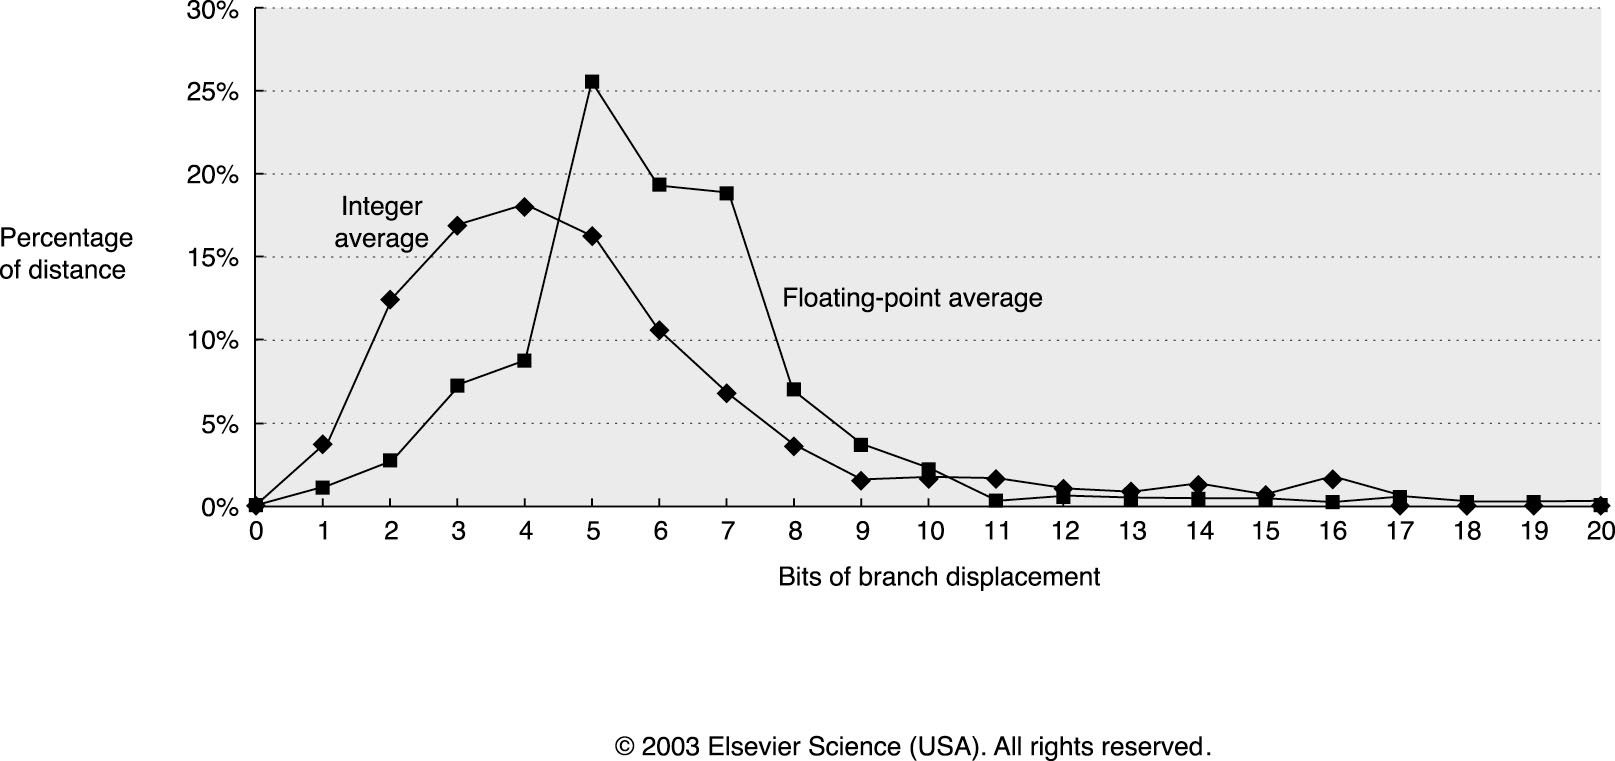 30%
25%
20%
15%
10%
5%
0%
Percentage
of distance
Integer
average
Floating-point average
0 1 2 3 4 5 6 7 8 9 10 11 12 13 14 15 16 17 18 19 20
Bits of branch displacement
© 2003 Elsevier Science (USA). All rights reserved.